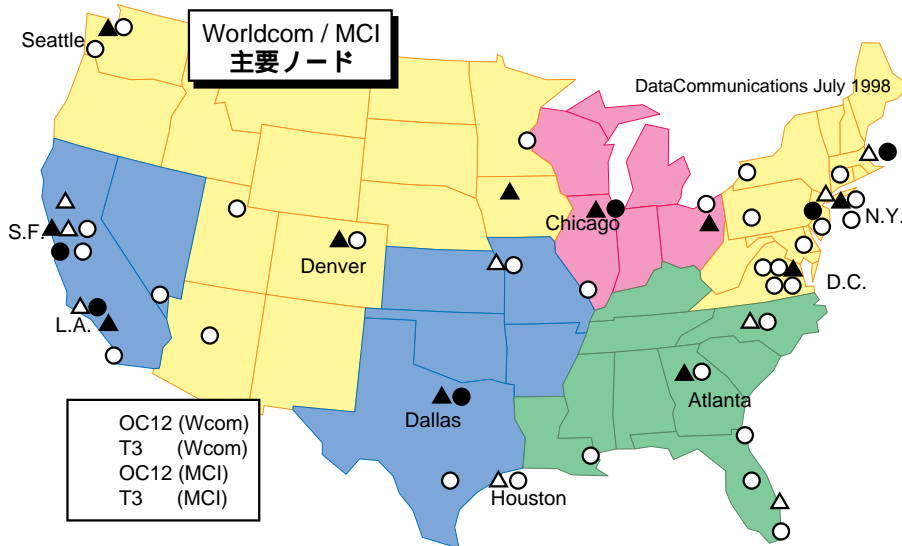 Worldcom / MCI
主要ノード
DataCommunications July 1998
Seattle
S.F.
L.A.
Denver
Chicago
N.Y.
D.C.
Dallas
Houston
Atlanta
OC12 (Wcom)
T3 (Wcom)
OC12 (MCI)
T3 (MCI)